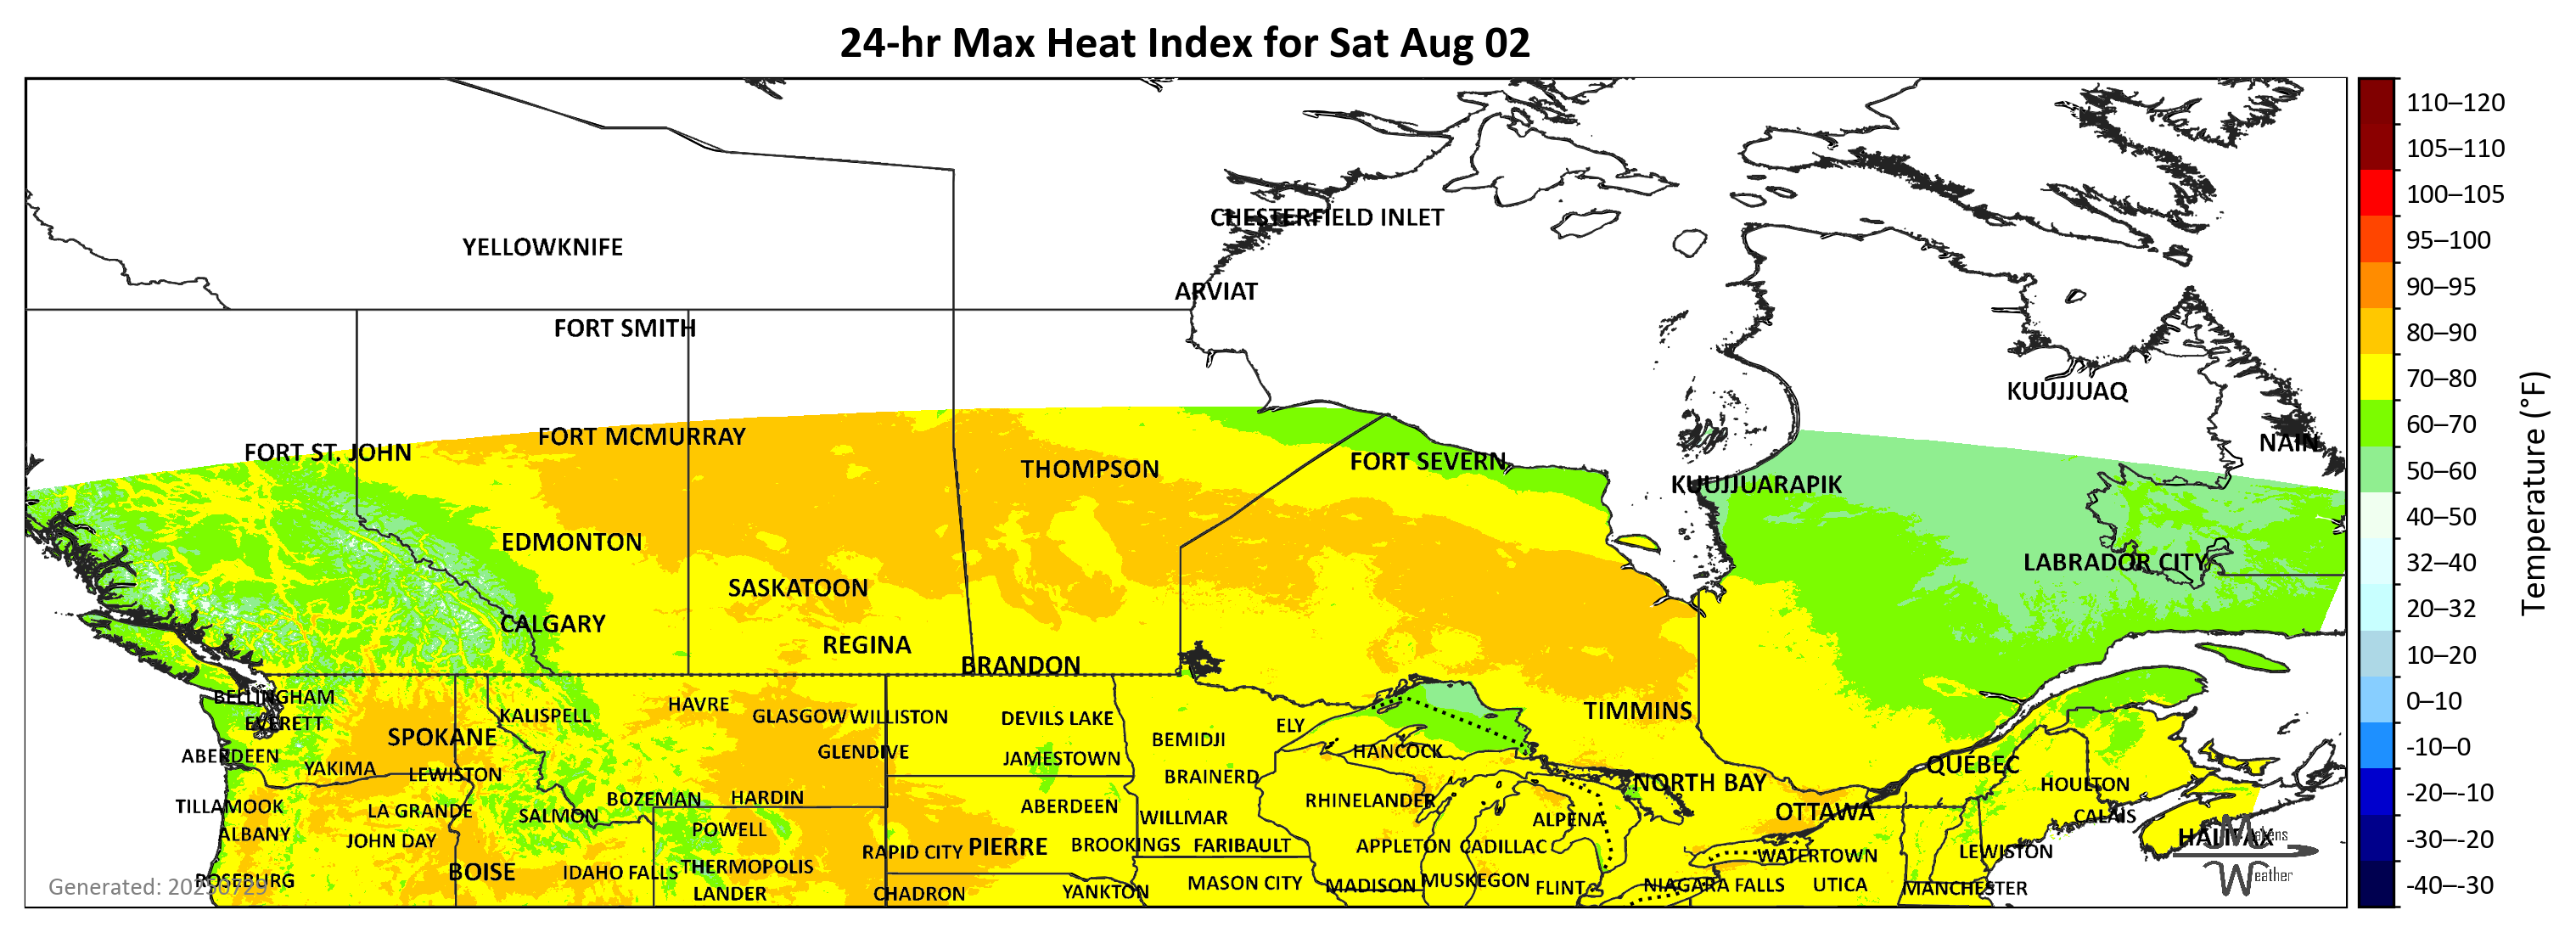 24-hr Max Heat Index for Sat Aug 02
110–120
105–110
CHESTERFIELD INLET
100–105
YELLOWKNIFE
95–100
ARVIAT
90–95
FORT SMITH
80–90
KUUJJUAQ
70–80
FORT MCMURRAY
60–70
FORT ST. JOHN
NAIN
THOMPSON
FORT SEVERN
50–60
KUUJJUARAPIK
Temperature (°F)
40–50
EDMONTON
LABRADOR CITY
32–40
SASKATOON
20–32
CALGARY
REGINA
10–20
BRANDON
BELLINGHAM
HAVRE
0–10
KALISPELL
GLASGOW
WILLISTON
DEVILS LAKE
TIMMINS
EVERETT
ELY
SPOKANE
BEMIDJI
-10–0
ABERDEEN
GLENDIVE
JAMESTOWN
HANCOCK
QUÉBEC
YAKIMA
LEWISTON
BRAINERD
NORTH BAY
HOULTON
-20–-10
BOZEMAN
HARDIN
RHINELANDER
TILLAMOOK
LA GRANDE
SALMON
ABERDEEN
WILLMAR
ALPENA
OTTAWA
CALAIS
ALBANY
JOHN DAY
POWELL
-30–-20
HALIFAX
Makens
Weather
RAPID CITY
PIERRE
BROOKINGS
FARIBAULT
APPLETON
CADILLAC
WATERTOWN
LEWISTON
BOISE
IDAHO FALLS
THERMOPOLIS
ROSEBURG
Generated: 20250729
LANDER
CHADRON
YANKTON
MASON CITY
MADISON
MUSKEGON
FLINT
NIAGARA FALLS
UTICA
MANCHESTER
-40–-30